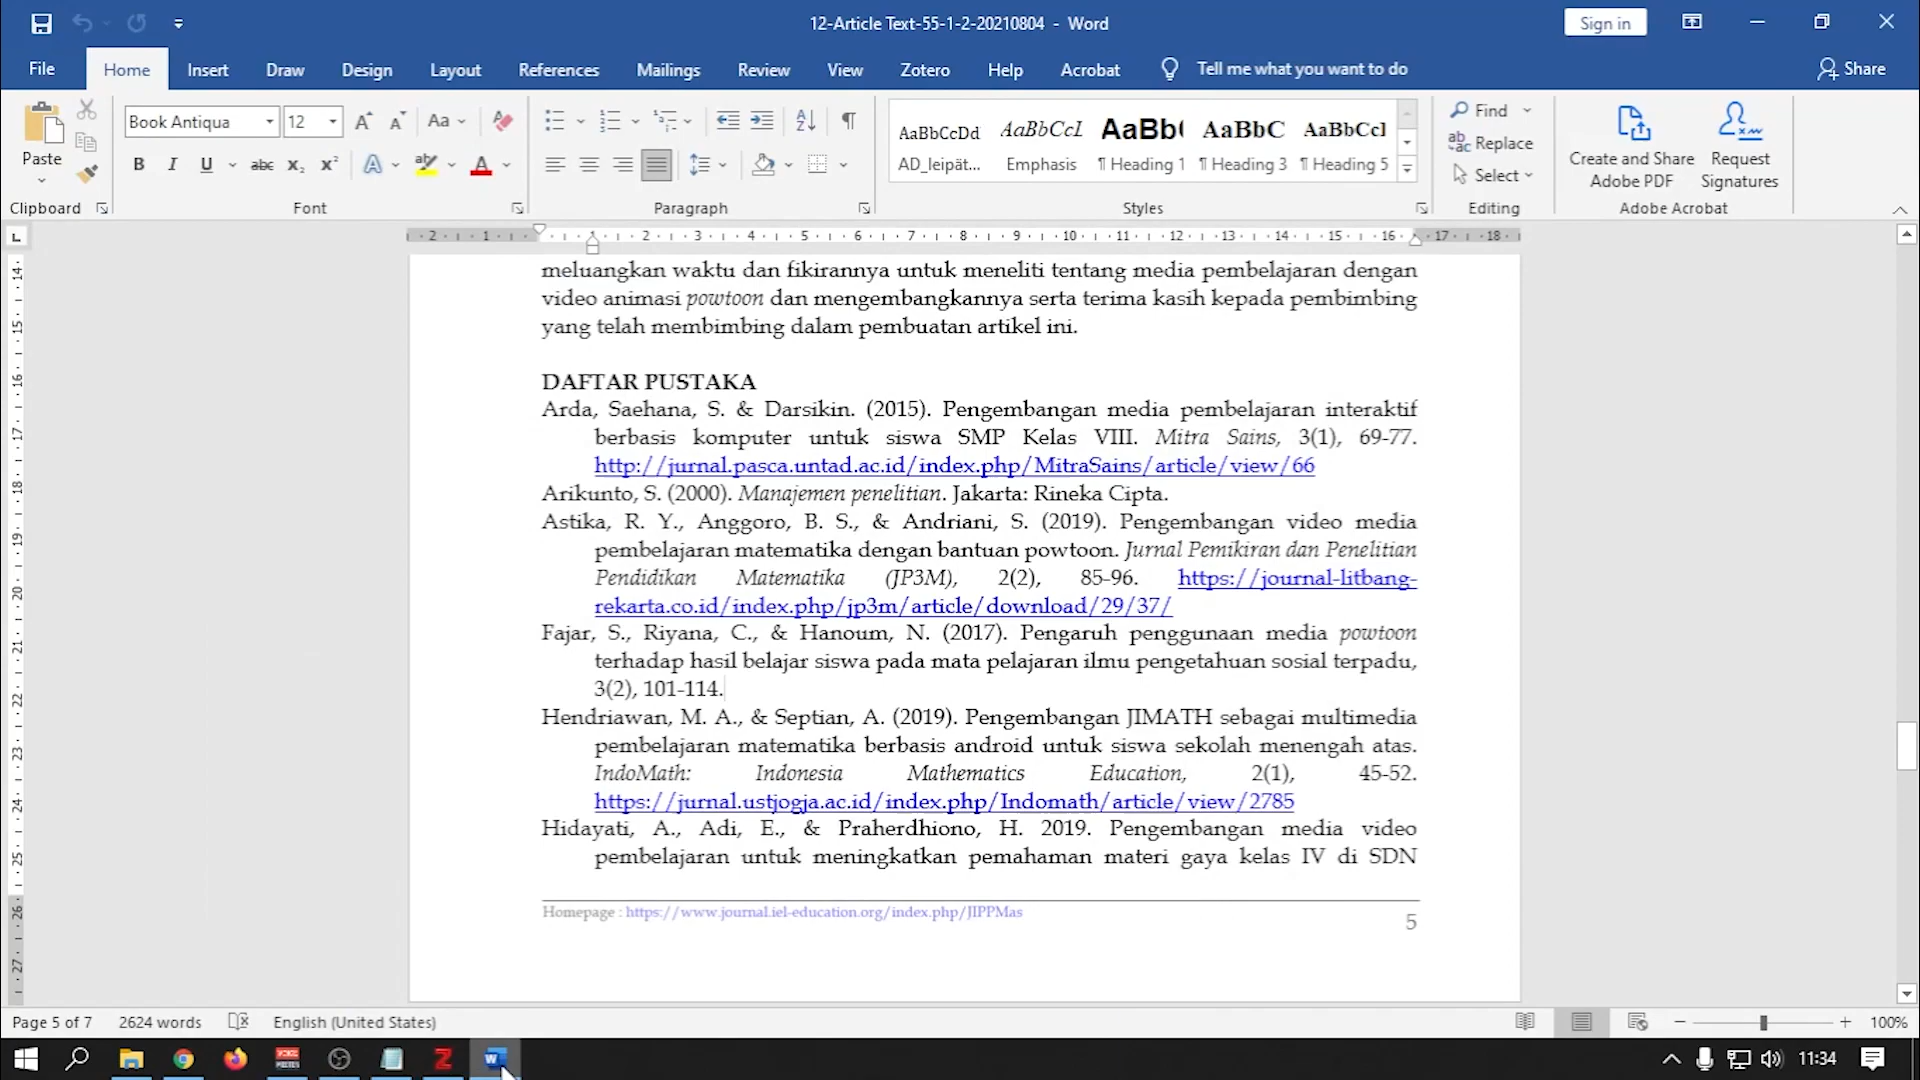 12-Article Text-55-1-2-20210804 - Word
Sign in
File Home Insert Draw Design Layout References Mailings Review View Zotero Help Acrobat Tell me what you want to do Share
Paste
Clipboard
Book Antiqua 12
Font
Paragraph
AaBbCcDd AaBbCcI AaBb( AaBbC AaBbCcI
AD_leipät... Emphasis ¶ Heading 1 ¶ Heading 3 ¶ Heading 5
Styles
Find
Replace
Select
Editing
Create and Share Adobe PDF
Request Signatures
Adobe Acrobat
meluangkan waktu dan fikirannya untuk meneliti tentang media pembelajaran dengan
video animasi powtoon dan mengembangkannya serta terima kasih kepada pembimbing
yang telah membimbing dalam pembuatan artikel ini.
DAFTAR PUSTAKA
Arda, Saehana, S. & Darsikin. (2015). Pengembangan media pembelajaran interaktif
berbasis komputer untuk siswa SMP Kelas VIII. Mitra Sains, 3(1), 69-77.
http://jurnal.pasca.untad.ac.id/index.php/MitraSains/article/view/66
Arikunto, S. (2000). Manajemen penelitian. Jakarta: Rineka Cipta.
Astika, R. Y., Anggoro, B. S., & Andriani, S. (2019). Pengembangan video media
pembelajaran matematika dengan bantuan powtoon. Jurnal Pemikiran dan Penelitian
Pendidikan Matematika (JP3M), 2(2), 85-96. https://journal-litbang-
rekarta.co.id/index.php/jp3m/article/download/29/37/
Fajar, S., Riyana, C., & Hanoum, N. (2017). Pengaruh penggunaan media powtoon
terhadap hasil belajar siswa pada mata pelajaran ilmu pengetahuan sosial terpadu,
3(2), 101-114.
Hendriawan, M. A., & Septian, A. (2019). Pengembangan JIMATH sebagai multimedia
pembelajaran matematika berbasis android untuk siswa sekolah menengah atas.
IndoMath: Indonesia Mathematics Education, 2(1), 45-52.
https://jurnal.ustjogja.ac.id/index.php/Indomath/article/view/2785
Hidayati, A., Adi, E., & Praherdhiono, H. 2019. Pengembangan media video
pembelajaran untuk meningkatkan pemahaman materi gaya kelas IV di SDN
Homepage : https://www.journal.iel-education.org/index.php/JIPPMas
5
Page 5 of 7 2624 words English (United States) 100%
11:34